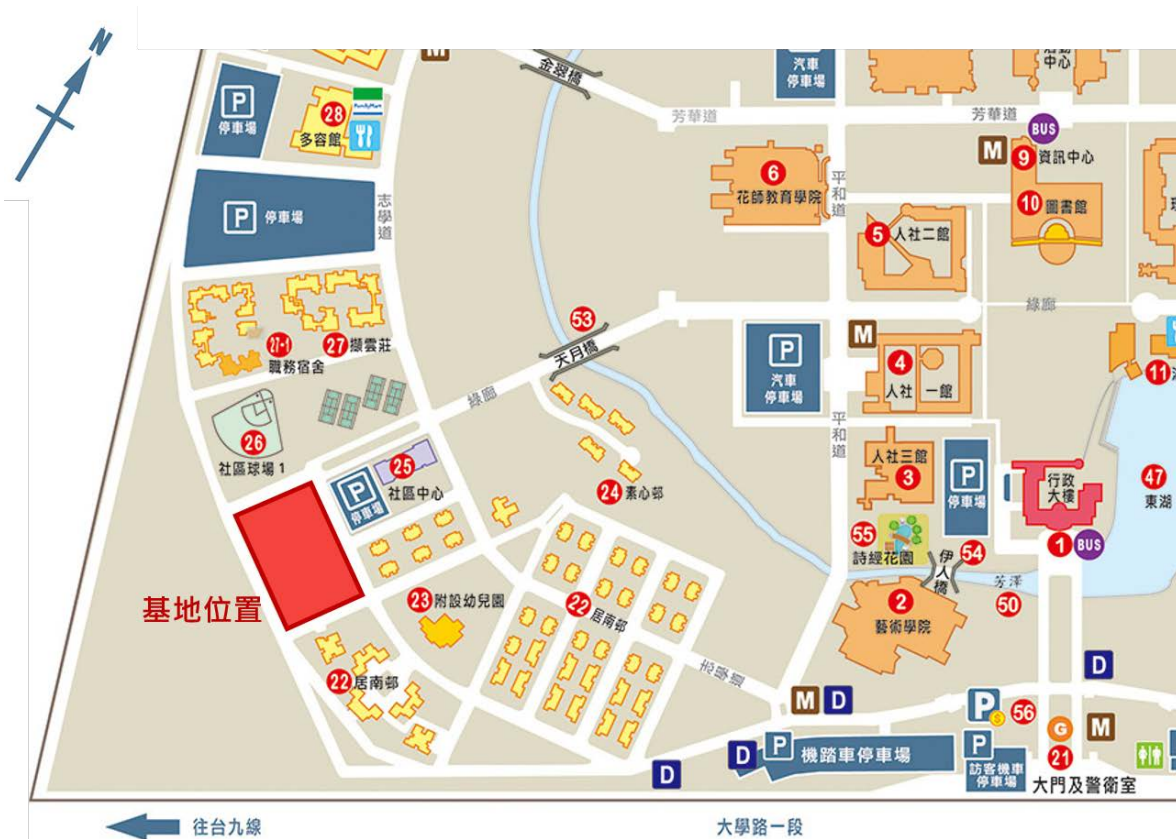 N
M
金翠橋
P
汽車
停車場
活動
中心
芳華道
芳華道
BUS
P
停車場
FamilyMart
28
多容館
志學道
P
停車場
6
花師教育學院
平和道
M
9
資訊中心
10
圖書館
5
人社二館
綠廊
27-1
職務宿舍
27
擷雲莊
53
天月橋
綠廊
P
汽車
停車場
M
4
人社一館
11
平和道
26
社區球場 1
25
社區中心
P
停車場
24
素心邨
人社三館
3
P
停車場
行政
大樓
1
BUS
47
東湖
55
詩經花園
伊人橋
54
芳澤
50
2
藝術學院
基地位置
23
附設幼兒園
22
居南邨
22
居南邨
志學道
M
D
D
P
$
56
G
M
D
D
P
機踏車停車場
P
訪客機車
停車場
21
大門及警衛室
往台九線
大學路一段